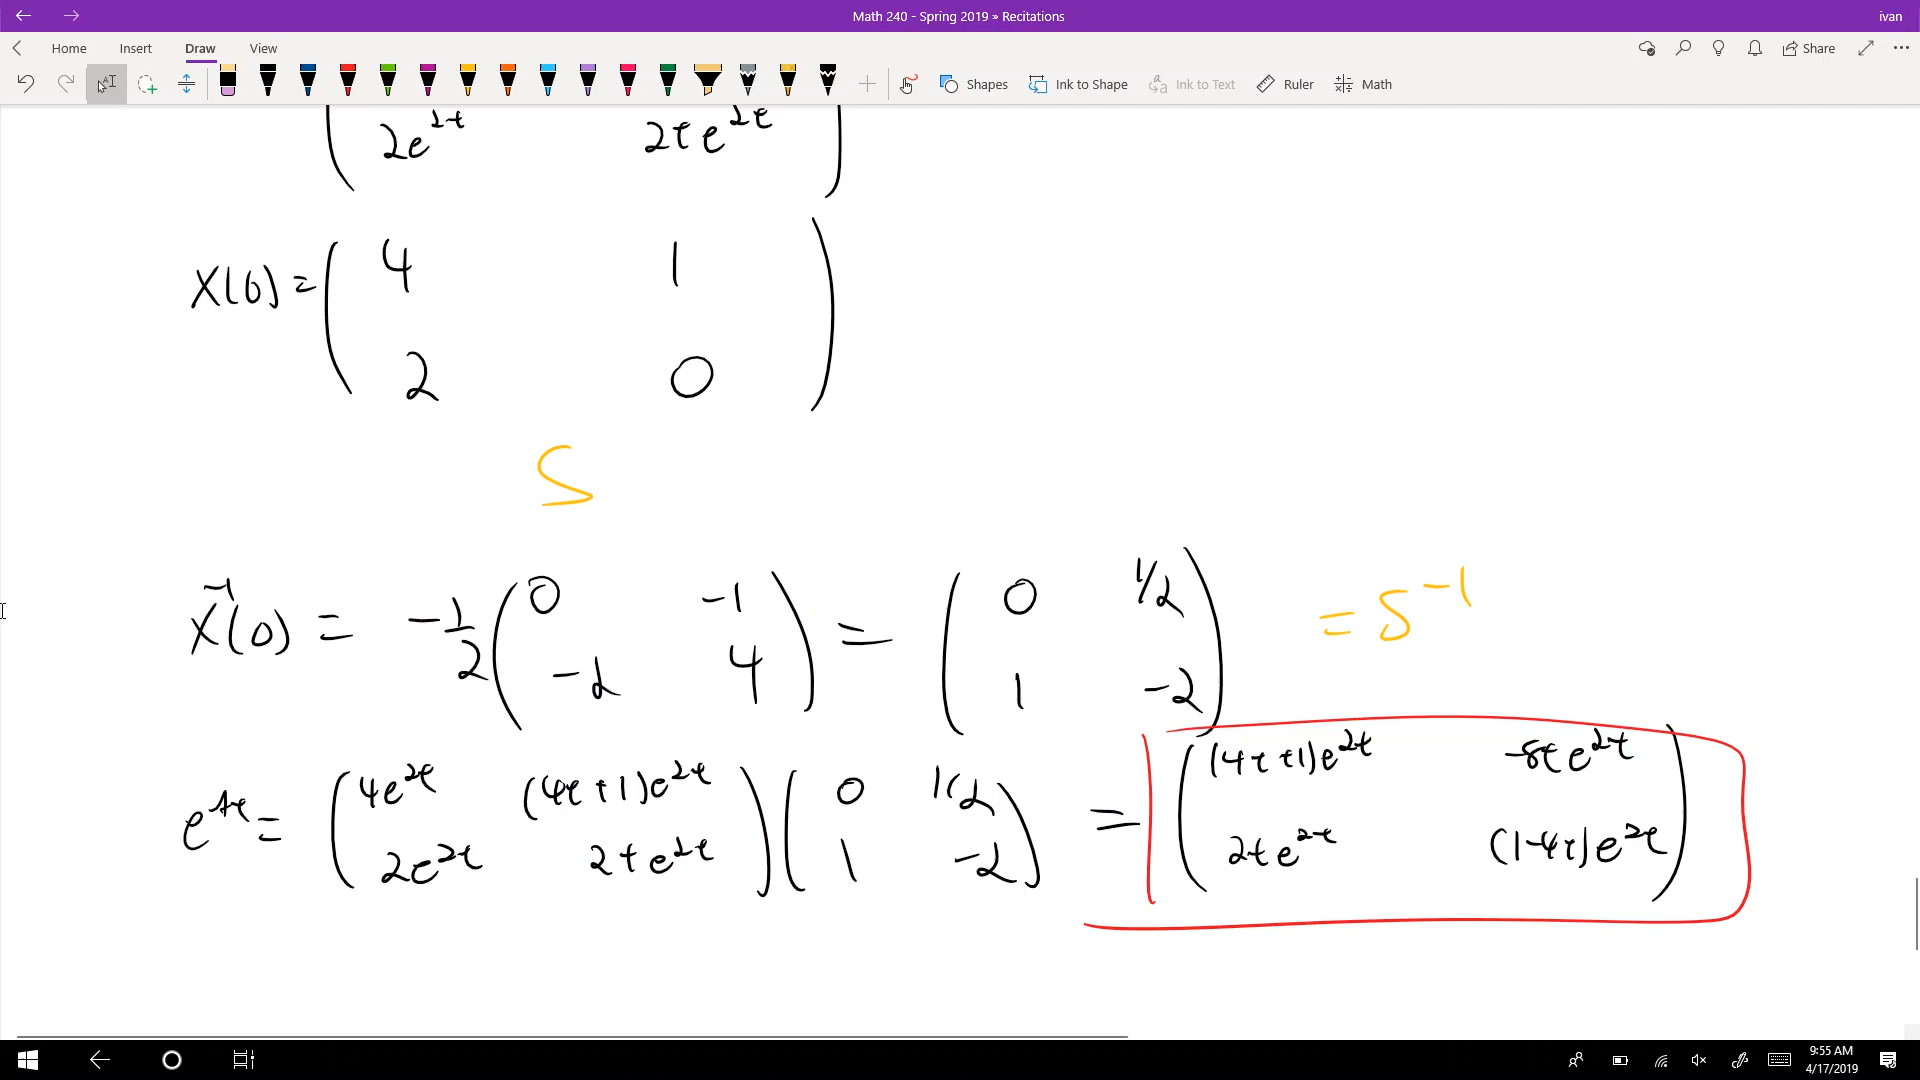 Math 240 - Spring 2019 » Recitations
ivan
Home Insert Draw View
Share
Shapes Ink to Shape Ink to Text Ruler Math
2e^{2t} 2te^{2t}
X(0) = ( 4 1
2 0 )
S
X^{-1}(0) = -1/2 ( 0 -1
-2 4 ) = ( 0 1/2
1 -2 ) = S^{-1}
e^{At} = ( 4e^{2t} (4t+1)e^{2t}
2e^{2t} 2te^{2t} ) ( 0 1/2
1 -2 ) = ( (4t+1)e^{2t} -8te^{2t}
2te^{2t} (1-4t)e^{2t} )
9:55 AM
4/17/2019